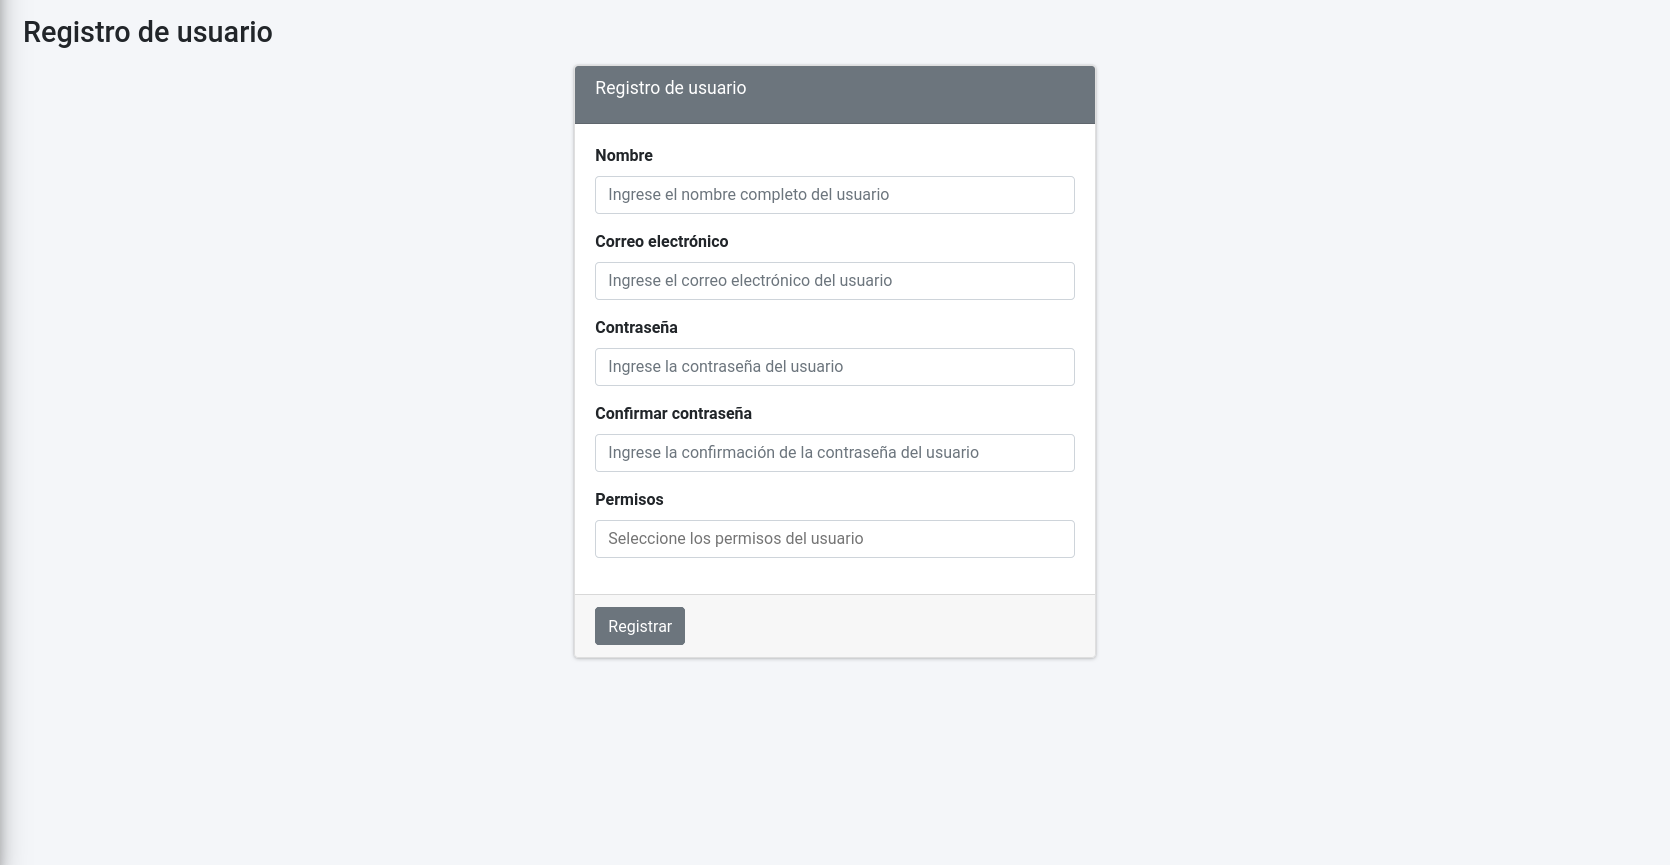 Registro de usuario
Registro de usuario
Nombre
Ingrese el nombre completo del usuario
Correo electrónico
Ingrese el correo electrónico del usuario
Contraseña
Ingrese la contraseña del usuario
Confirmar contraseña
Ingrese la confirmación de la contraseña del usuario
Permisos
Seleccione los permisos del usuario
Registrar